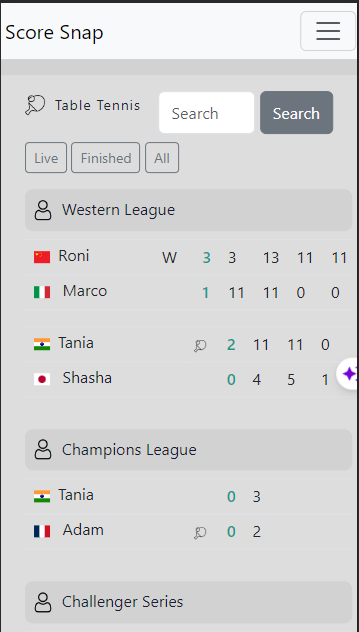 Score Snap
Table Tennis Search Search
Live Finished All
Western League
Roni W 3 3 13 11 11
Marco 1 11 11 0 0
Tania 2 11 11 0
Shasha 0 4 5 1
Champions League
Tania 0 3
Adam 0 2
Challenger Series